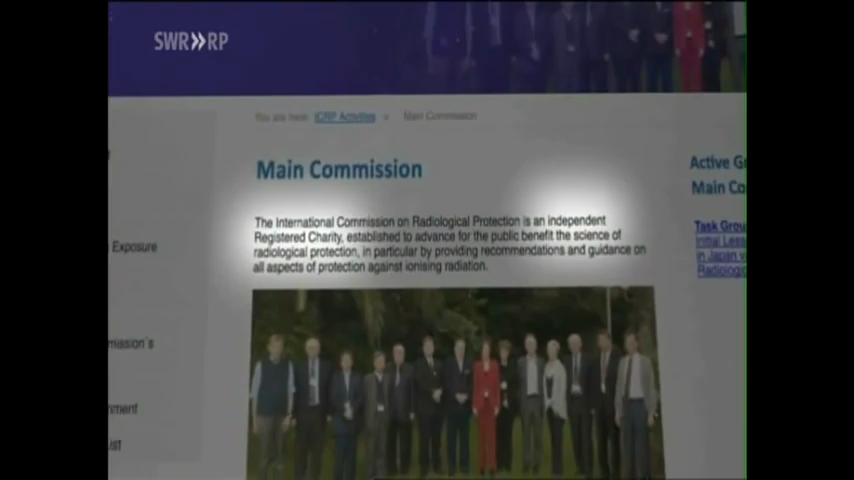 SWR»RP
You are here: ICRP Activities » Main Commission
Main Commission
The International Commission on Radiological Protection is an independent
Registered Charity, established to advance for the public benefit the science of
radiological protection, in particular by providing recommendations and guidance on
all aspects of protection against ionising radiation.
Exposure
mission`s
nment
ist
Active G
Main Co
Task Grou
Initial Less
in Japan v
Radiologic